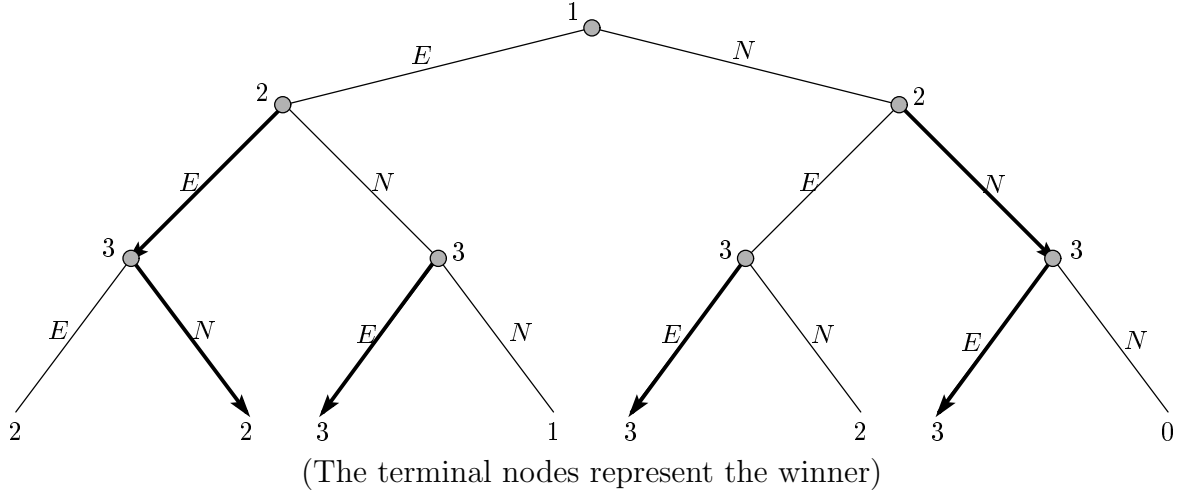 1
E N
2 2
E N E N
3 3 3 3
E N E N E N E N
2 2 3 1 3 2 3 0
(The terminal nodes represent the winner)